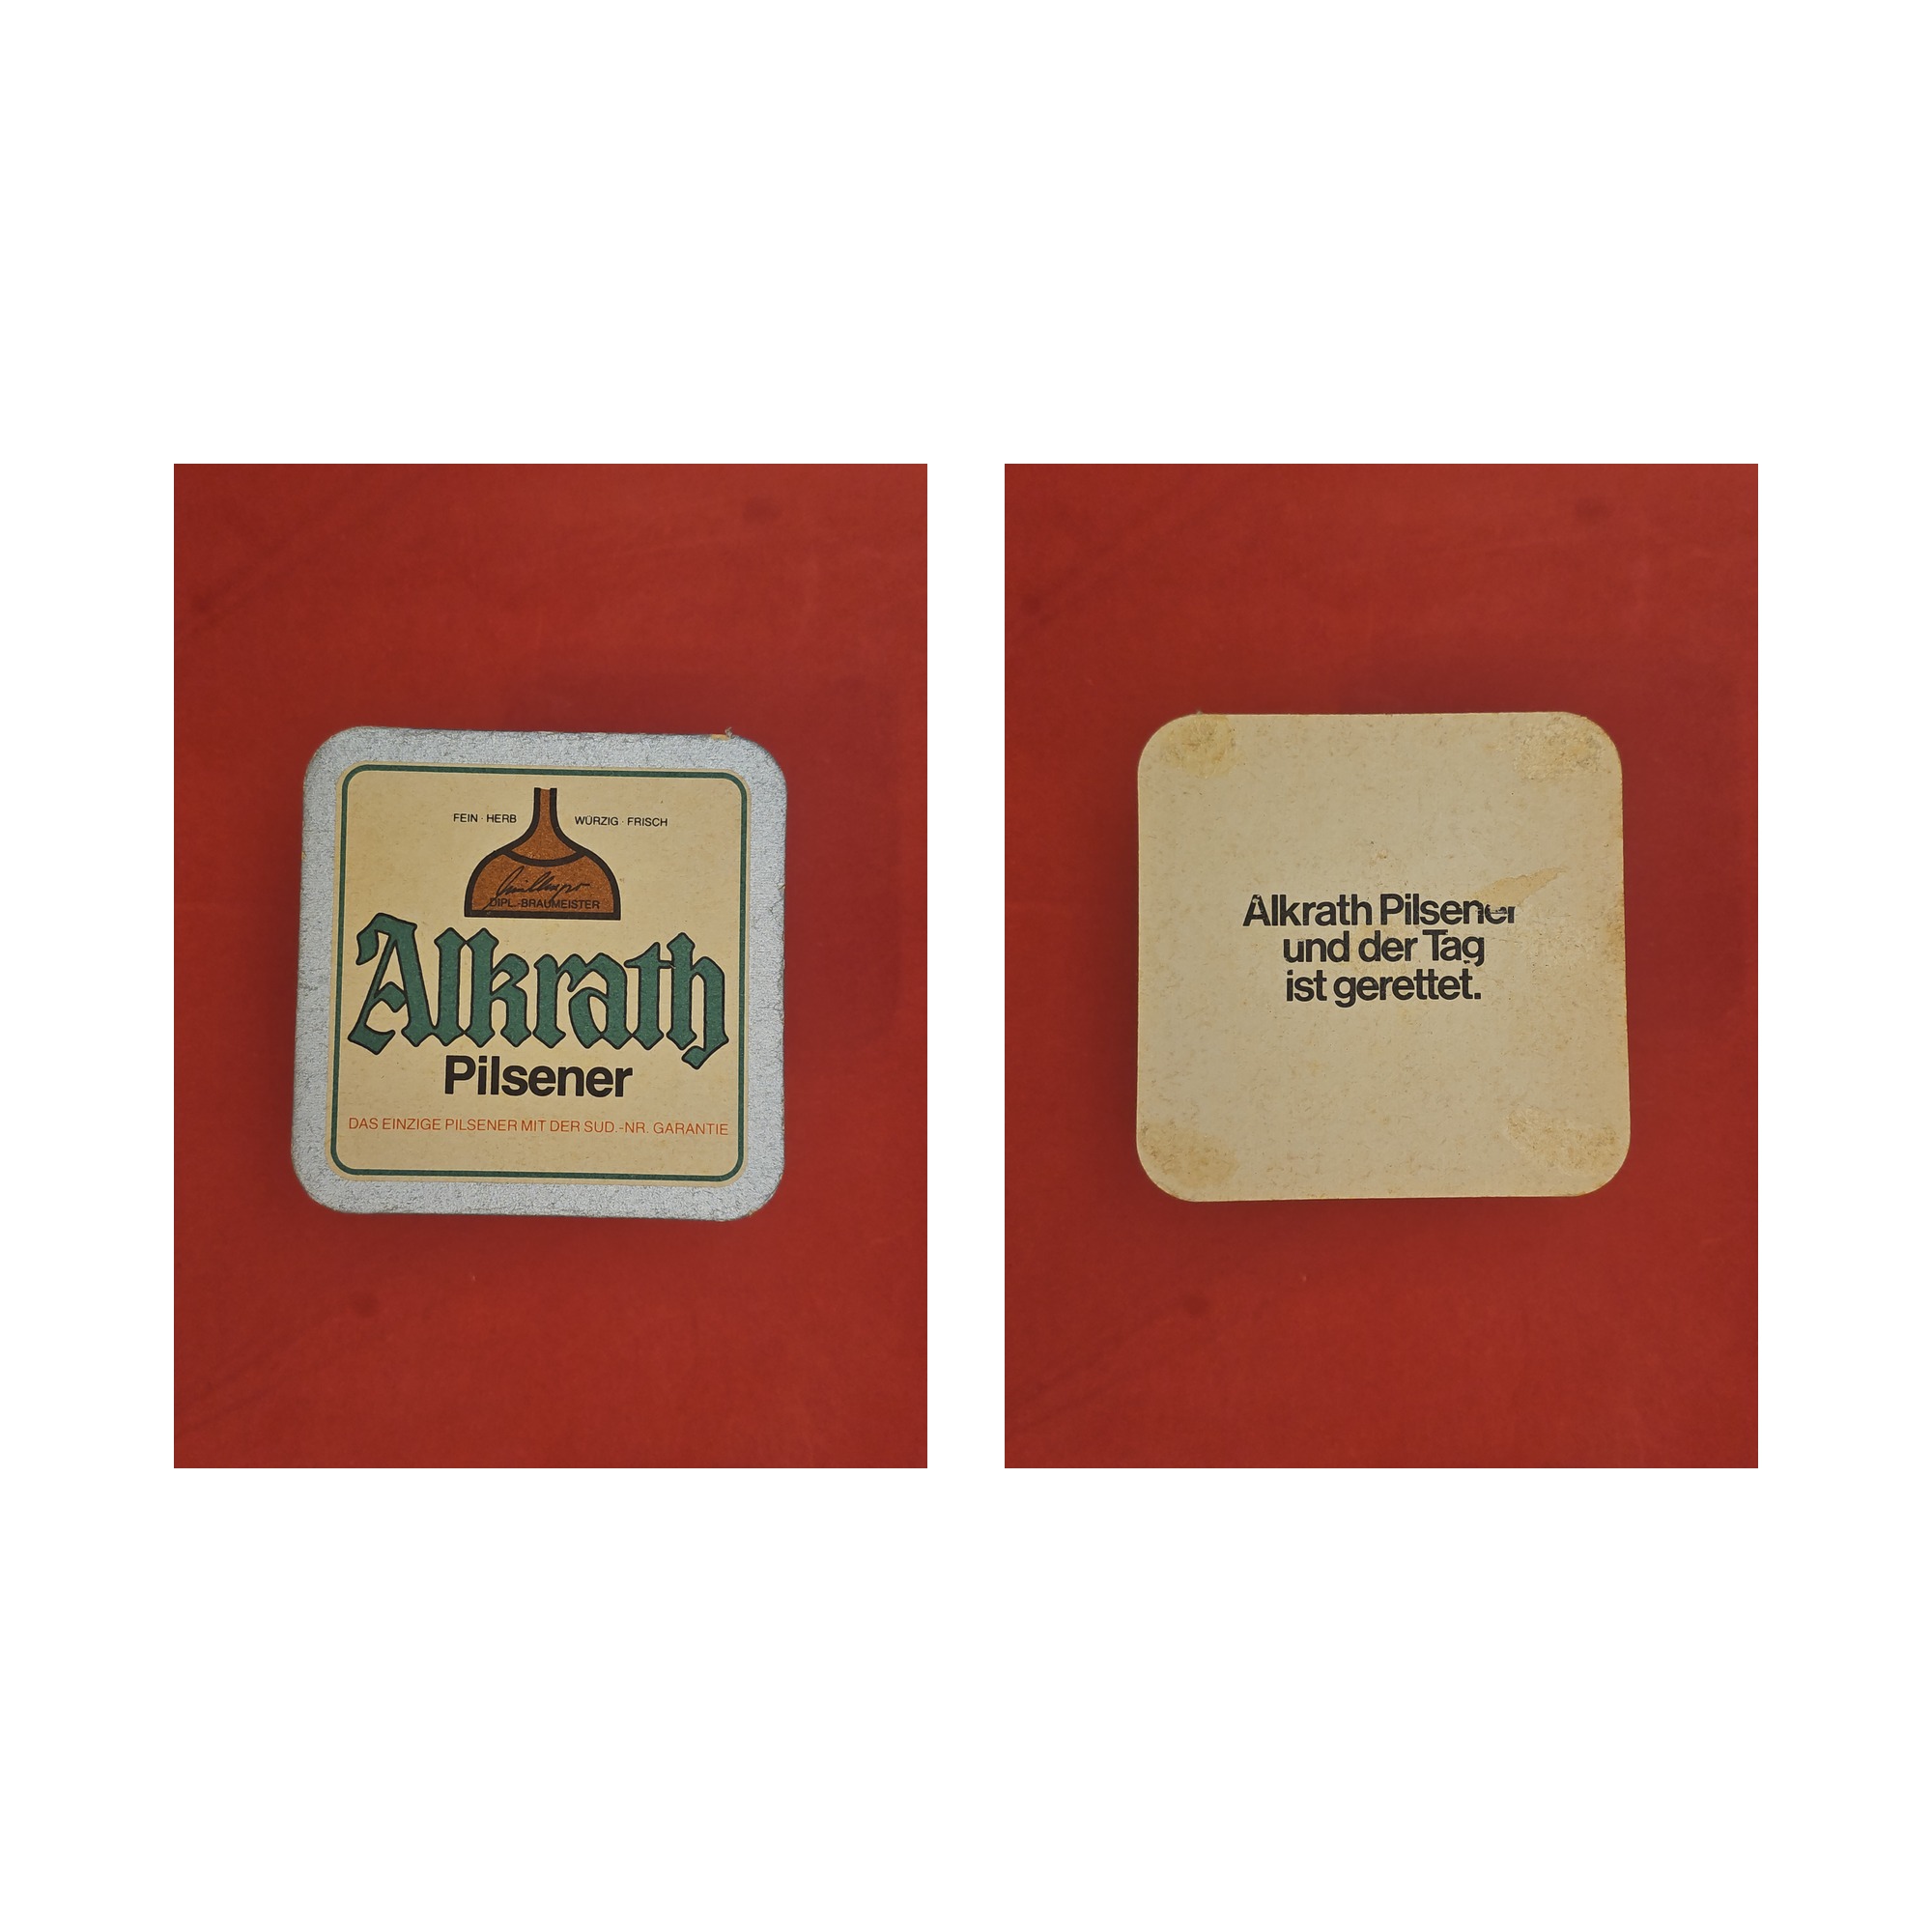 FEIN · HERB WÜRZIG · FRISCH
DIPL.-BRAUMEISTER
Alkrath
Pilsener
DAS EINZIGE PILSENER MIT DER SUD.-NR. GARANTIE
Alkrath Pilsener
und der Tag
ist gerettet.